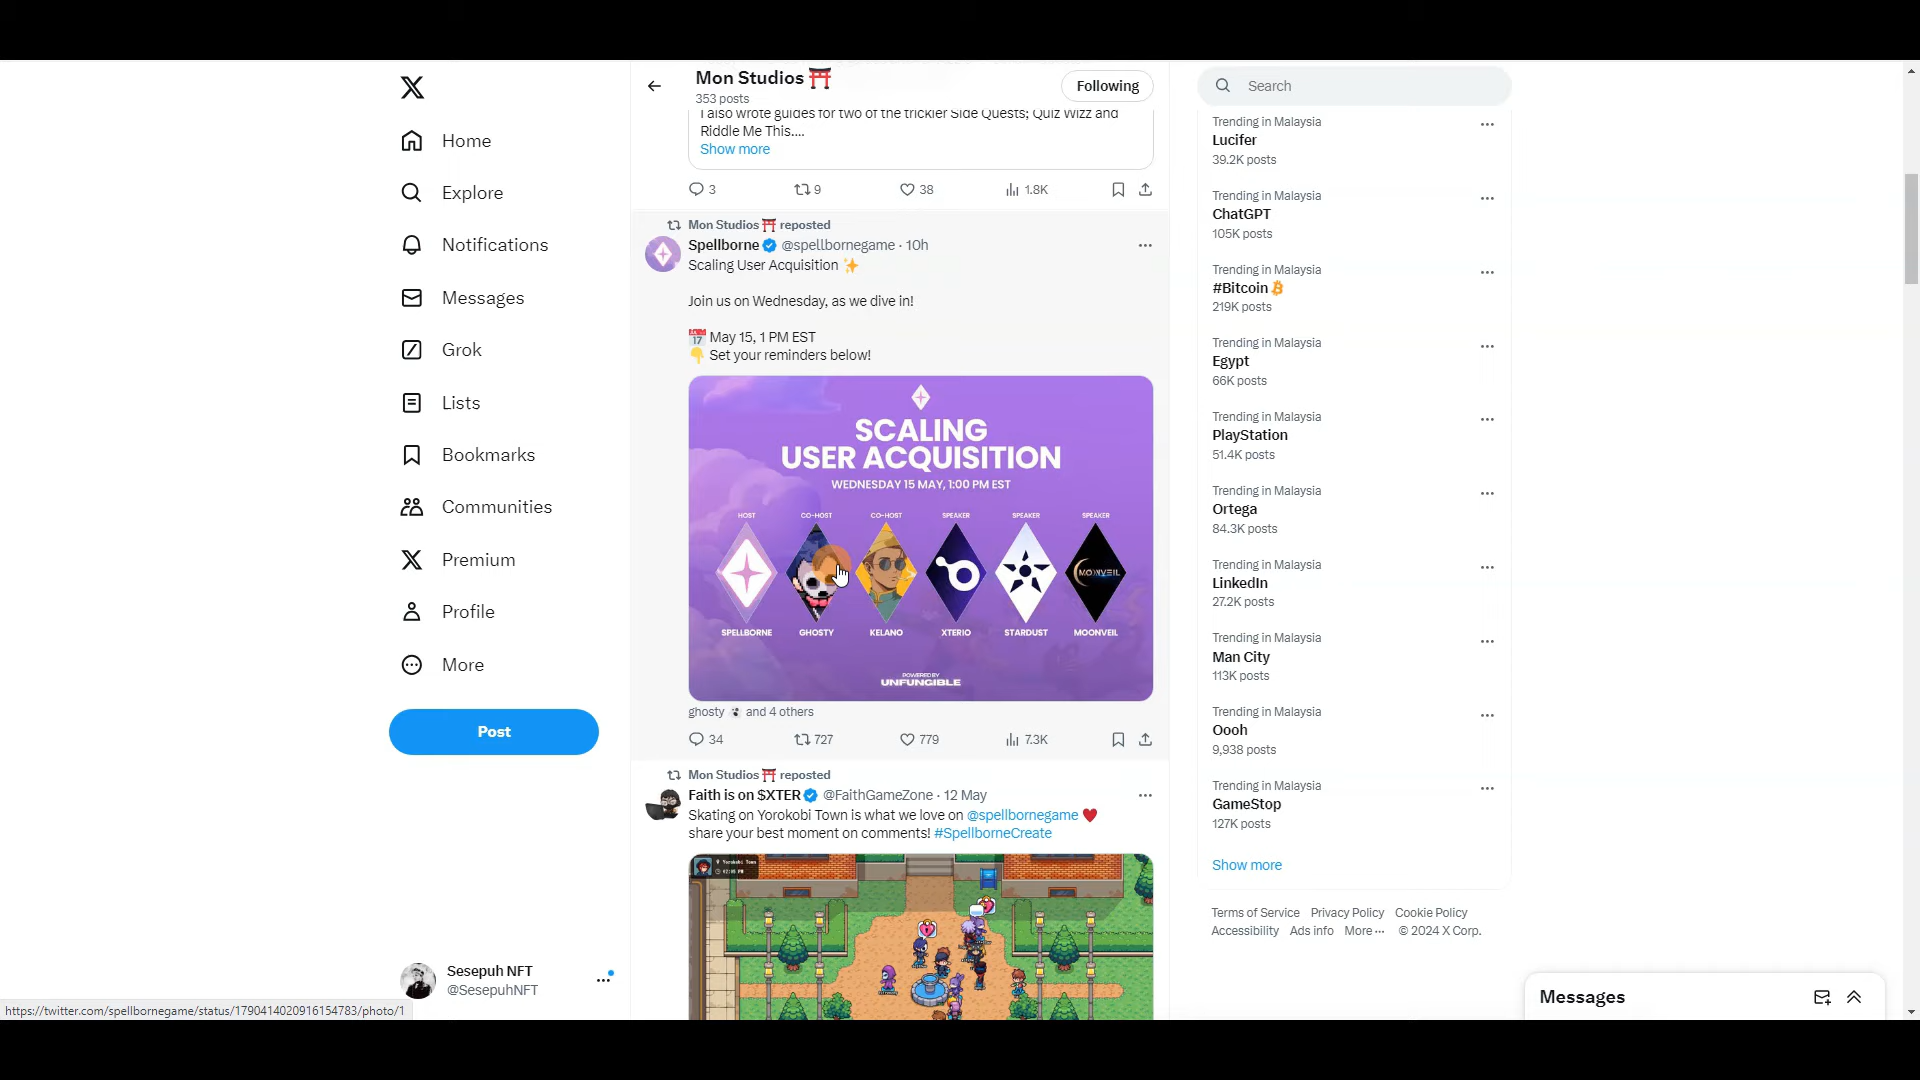 Home
Explore
Notifications
Messages
Grok
Lists
Bookmarks
Communities
Premium
Profile
More
Post
Sesepuh NFT
@SesepuhNFT
https://twitter.com/spellbornegame/status/1790414020916154783/photo/1
Mon Studios ⛩️
353 posts
Following
I also wrote guides for two of the trickier Side Quests; Quiz Wizz and
Riddle Me This....
Show more
3 9 38 1.8K
Mon Studios ⛩️ reposted
Spellborne @spellbornegame · 10h
Scaling User Acquisition ✨
Join us on Wednesday, as we dive in!
📅 May 15, 1 PM EST
👇 Set your reminders below!
SCALING
USER ACQUISITION
WEDNESDAY 15 MAY, 1:00 PM EST
HOST CO-HOST CO-HOST SPEAKER SPEAKER SPEAKER
MOONVEIL
SPELLBORNE GHOSTY KELANO XTERIO STARDUST MOONVEIL
POWERED BY
UNFUNGIBLE
ghosty and 4 others
34 727 779 7.3K
Mon Studios ⛩️ reposted
Faith is on $XTER @FaithGameZone · 12 May
Skating on Yorokobi Town is what we love on @spellbornegame ♥️
share your best moment on comments! #SpellborneCreate
Yorokobi Town
Search
Trending in Malaysia
Lucifer
39.2K posts
Trending in Malaysia
ChatGPT
105K posts
Trending in Malaysia
#Bitcoin
219K posts
Trending in Malaysia
Egypt
66K posts
Trending in Malaysia
PlayStation
51.4K posts
Trending in Malaysia
Ortega
84.3K posts
Trending in Malaysia
LinkedIn
27.2K posts
Trending in Malaysia
Man City
113K posts
Trending in Malaysia
Oooh
9,938 posts
Trending in Malaysia
GameStop
127K posts
Show more
Terms of Service Privacy Policy Cookie Policy
Accessibility Ads info More ··· © 2024 X Corp.
Messages